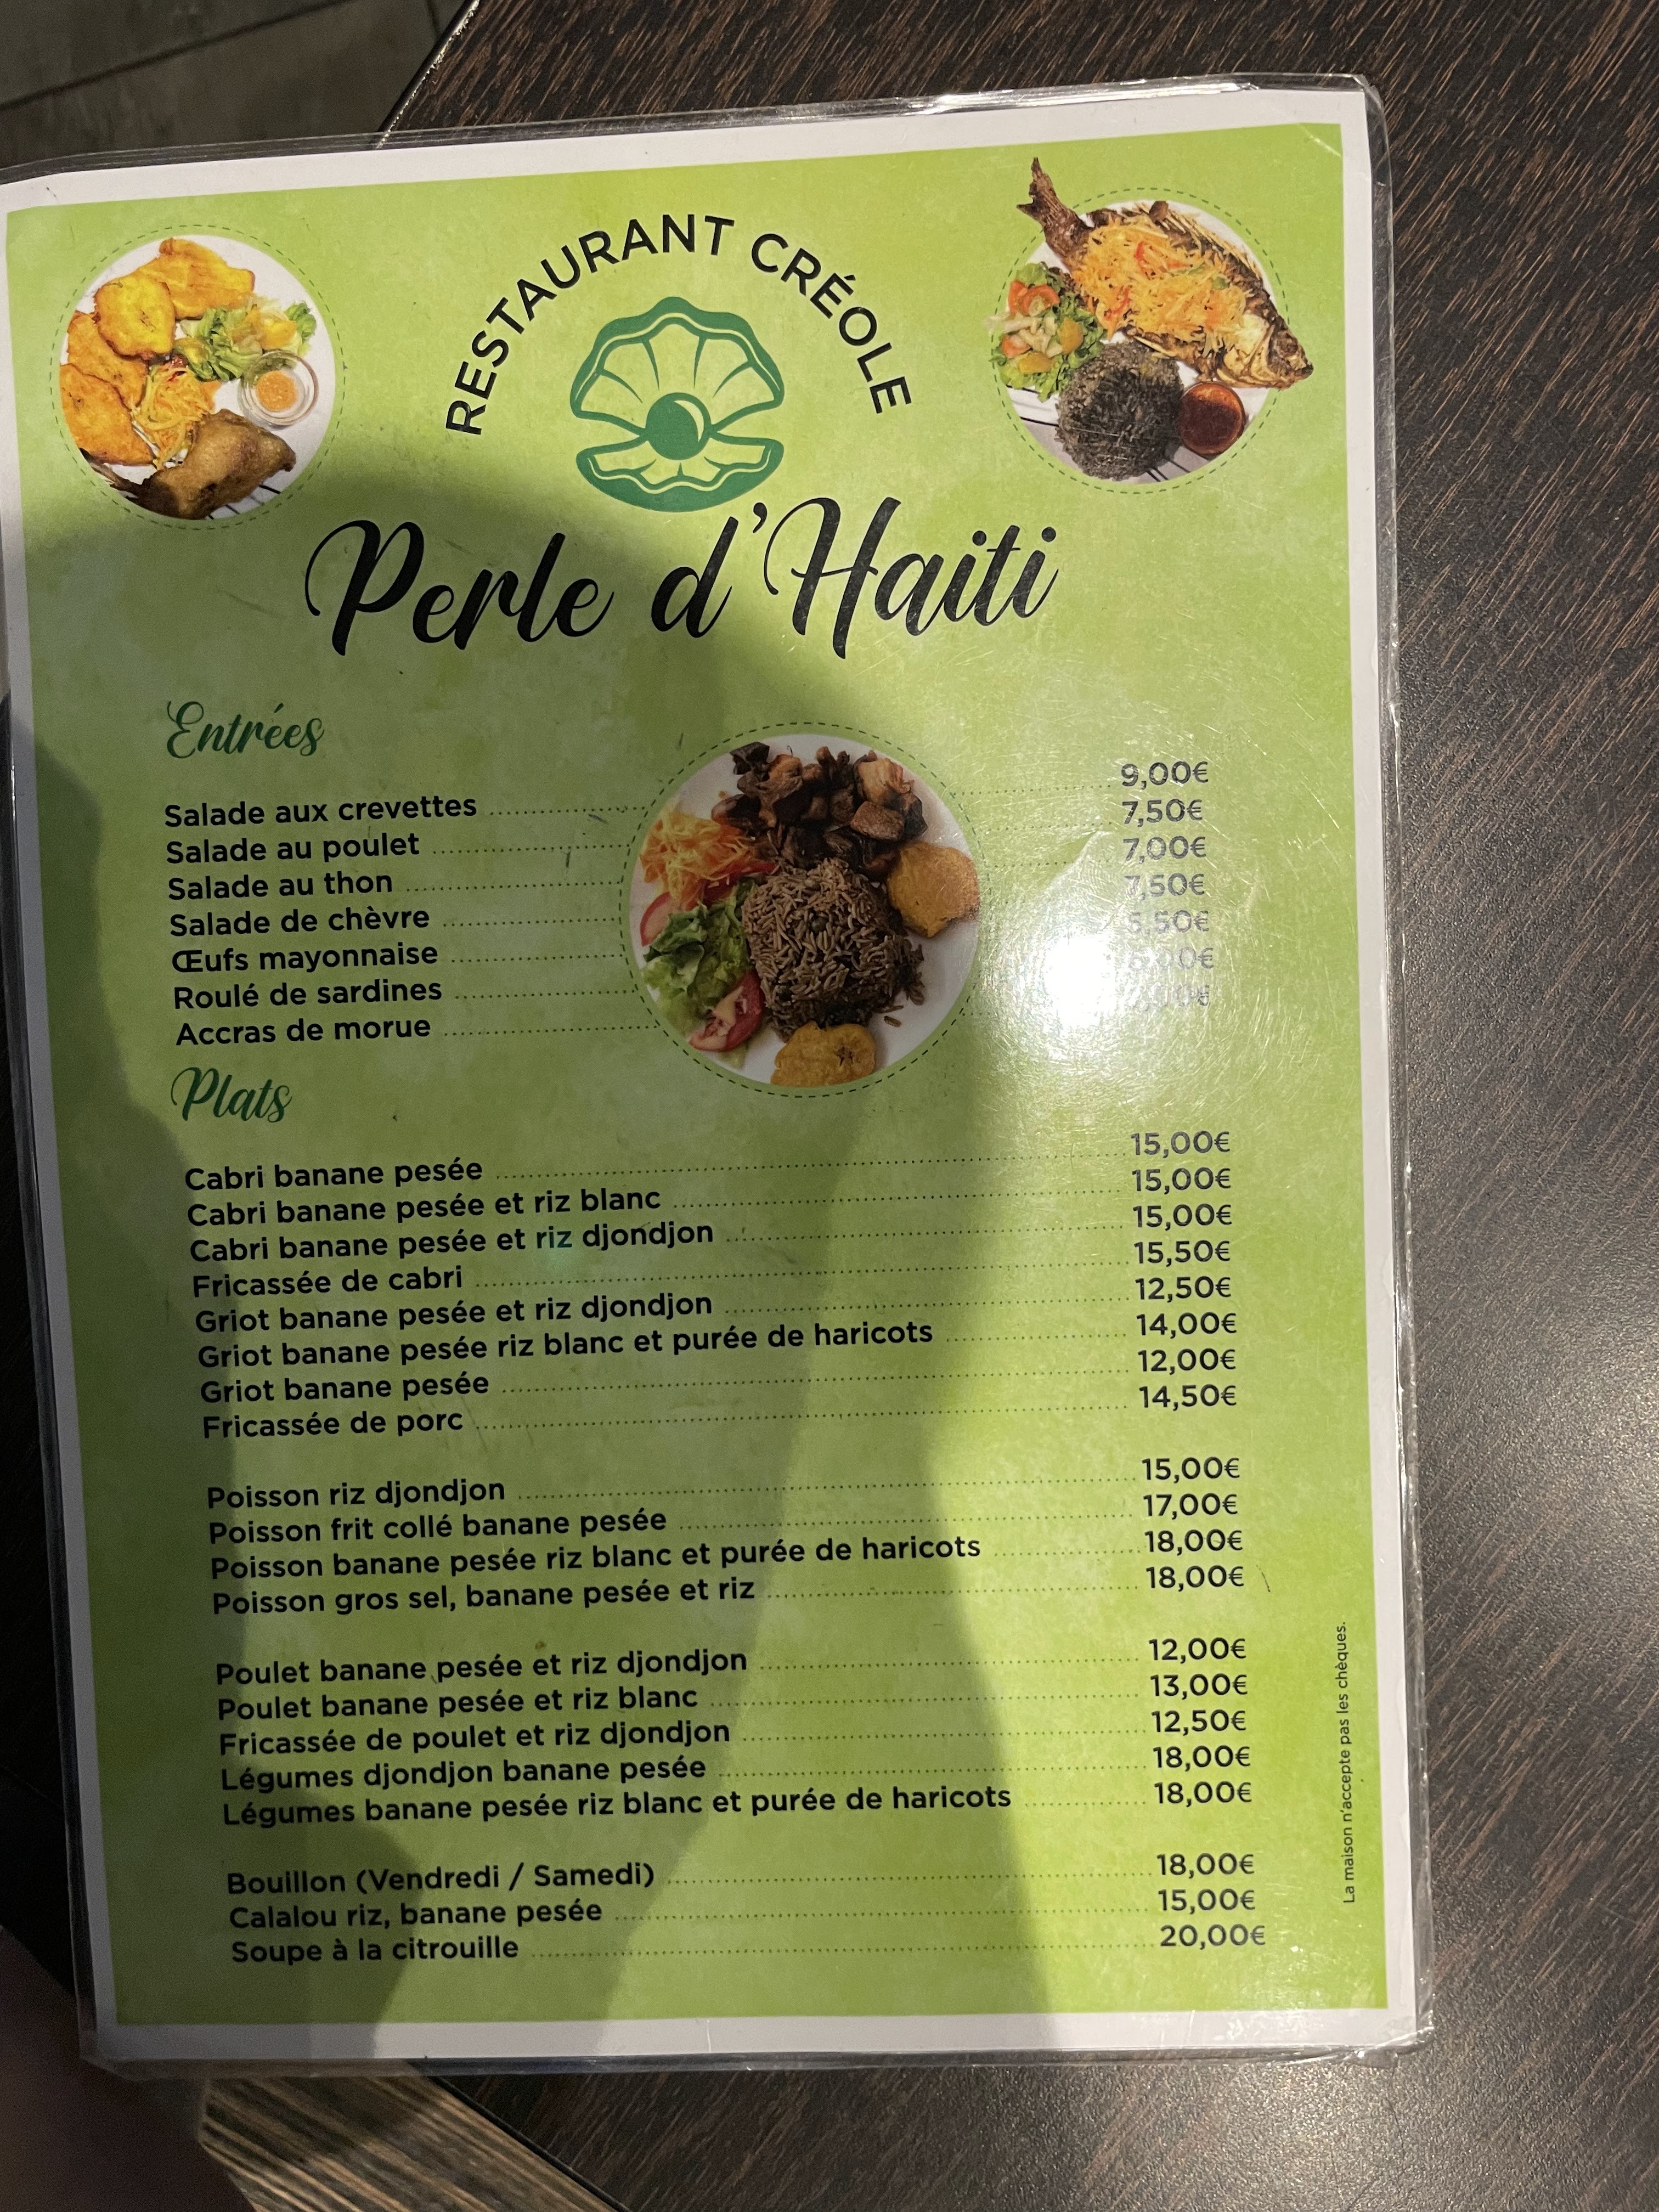 RESTAURANT CRÉOLE
Perle d'Haiti
Entrées
Salade aux crevettes 9,00€
Salade au poulet 7,50€
Salade au thon 7,00€
Salade de chèvre 7,50€
Œufs mayonnaise 5,50€
Roulé de sardines
Accras de morue
Plats
Cabri banane pesée 15,00€
Cabri banane pesée et riz blanc 15,00€
Cabri banane pesée et riz djondjon 15,00€
Fricassée de cabri 15,50€
Griot banane pesée et riz djondjon 12,50€
Griot banane pesée riz blanc et purée de haricots 14,00€
Griot banane pesée 12,00€
Fricassée de porc 14,50€
Poisson riz djondjon 15,00€
Poisson frit collé banane pesée 17,00€
Poisson banane pesée riz blanc et purée de haricots 18,00€
Poisson gros sel, banane pesée et riz 18,00€
Poulet banane pesée et riz djondjon 12,00€
Poulet banane pesée et riz blanc 13,00€
Fricassée de poulet et riz djondjon 12,50€
Légumes djondjon banane pesée 18,00€
Légumes banane pesée riz blanc et purée de haricots 18,00€
Bouillon (Vendredi / Samedi) 18,00€
Calalou riz, banane pesée 15,00€
Soupe à la citrouille 20,00€
La maison n'accepte pas les chèques.